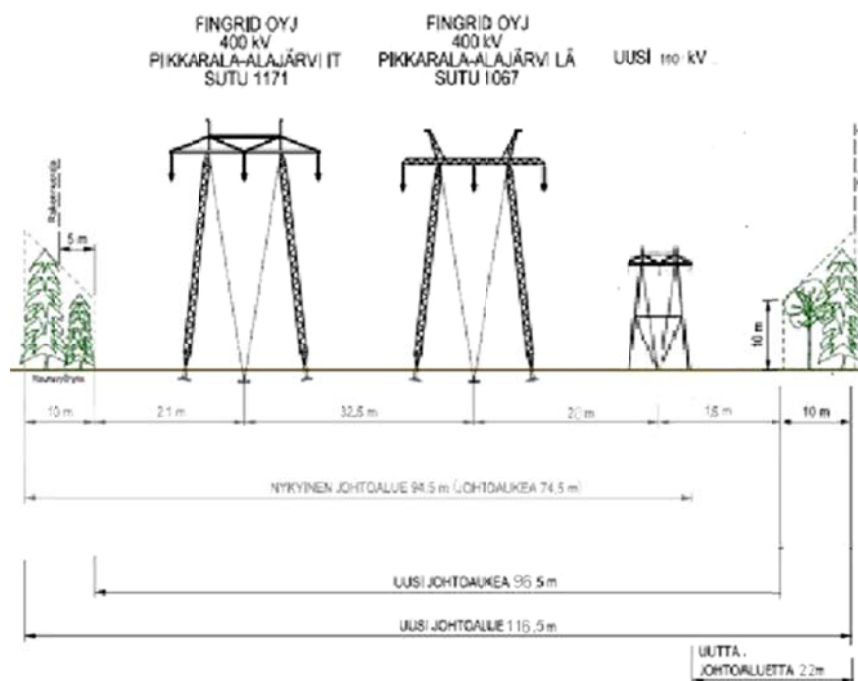 FINGRID OYJ
400 kV
PIKKARALA-ALAJÄRVI IT
SUTU 1171
FINGRID OYJ
400 kV
PIKKARALA-ALAJÄRVI LÄ
SUTU 1067
UUSI 110 kV
5 m
10 m
10 m
21 m
32,5 m
15 m
10 m
NYKYINEN JOHTOALUE 94,5 m (JOHTOAUKEA 74,5 m)
UUSI JOHTOAUKEA 96,5 m
UUSI JOHTOALUE 116,5 m
UUTTA
JOHTOALUETTA 22m